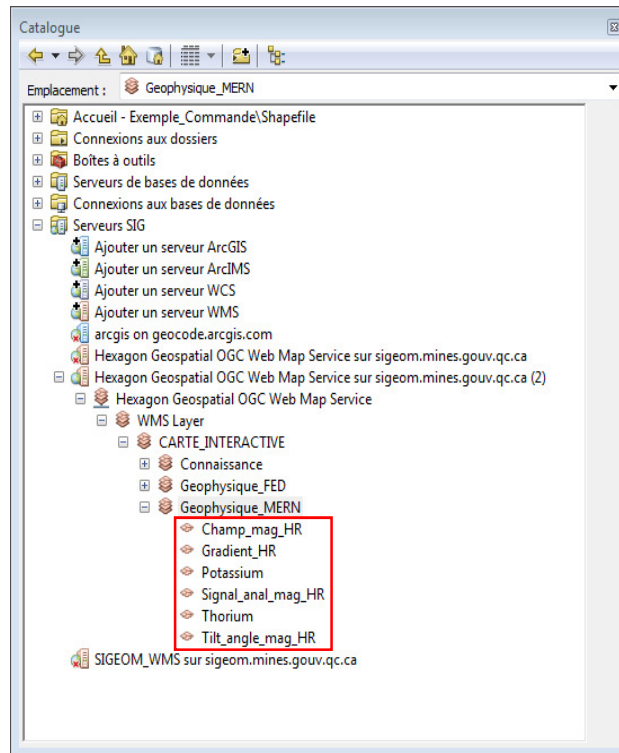 Catalogue
Emplacement : Geophysique_MERN
Accueil - Exemple_Commande\Shapefile
Connexions aux dossiers
Boîtes à outils
Serveurs de bases de données
Connexions aux bases de données
Serveurs SIG
Ajouter un serveur ArcGIS
Ajouter un serveur ArcIMS
Ajouter un serveur WCS
Ajouter un serveur WMS
arcgis on geocode.arcgis.com
Hexagon Geospatial OGC Web Map Service sur sigeom.mines.gouv.qc.ca
Hexagon Geospatial OGC Web Map Service sur sigeom.mines.gouv.qc.ca (2)
Hexagon Geospatial OGC Web Map Service
WMS Layer
CARTE_INTERACTIVE
Connaissance
Geophysique_FED
Geophysique_MERN
Champ_mag_HR
Gradient_HR
Potassium
Signal_anal_mag_HR
Thorium
Tilt_angle_mag_HR
SIGEOM_WMS sur sigeom.mines.gouv.qc.ca